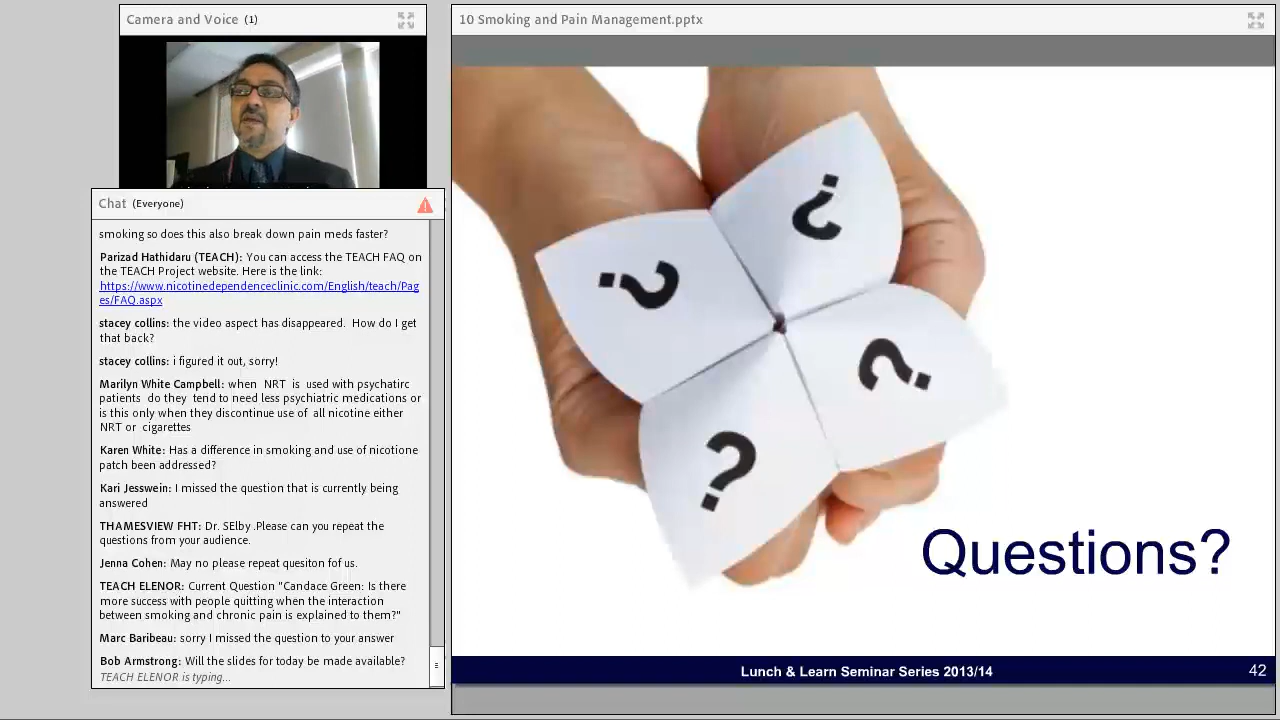 Camera and Voice (1)
10 Smoking and Pain Management.pptx
Chat (Everyone)
smoking so does this also break down pain meds faster?
Parizad Hathidaru (TEACH): You can access the TEACH FAQ on
the TEACH Project website. Here is the link:
https://www.nicotinedependenceclinic.com/English/teach/Pag
es/FAQ.aspx
stacey collins: the video aspect has disappeared. How do I get
that back?
stacey collins: i figured it out, sorry!
Marilyn White Campbell: when NRT is used with psychatirc
patients do they tend to need less psychiatric medications or
is this only when they discontinue use of all nicotine either
NRT or cigarettes
Karen White: Has a difference in smoking and use of nicotione
patch been addressed?
Kari Jesswein: I missed the question that is currently being
answered
THAMESVIEW FHT: Dr. SElby .Please can you repeat the
questions from your audience.
Jenna Cohen: May no please repeat quesiton fof us.
TEACH ELENOR: Current Question "Candace Green: Is there
more success with people quitting when the interaction
between smoking and chronic pain is explained to them?"
Marc Baribeau: sorry I missed the question to your answer
Bob Armstrong: Will the slides for today be made available?
TEACH ELENOR is typing...
?
?
?
?
Questions?
Lunch & Learn Seminar Series 2013/14
42